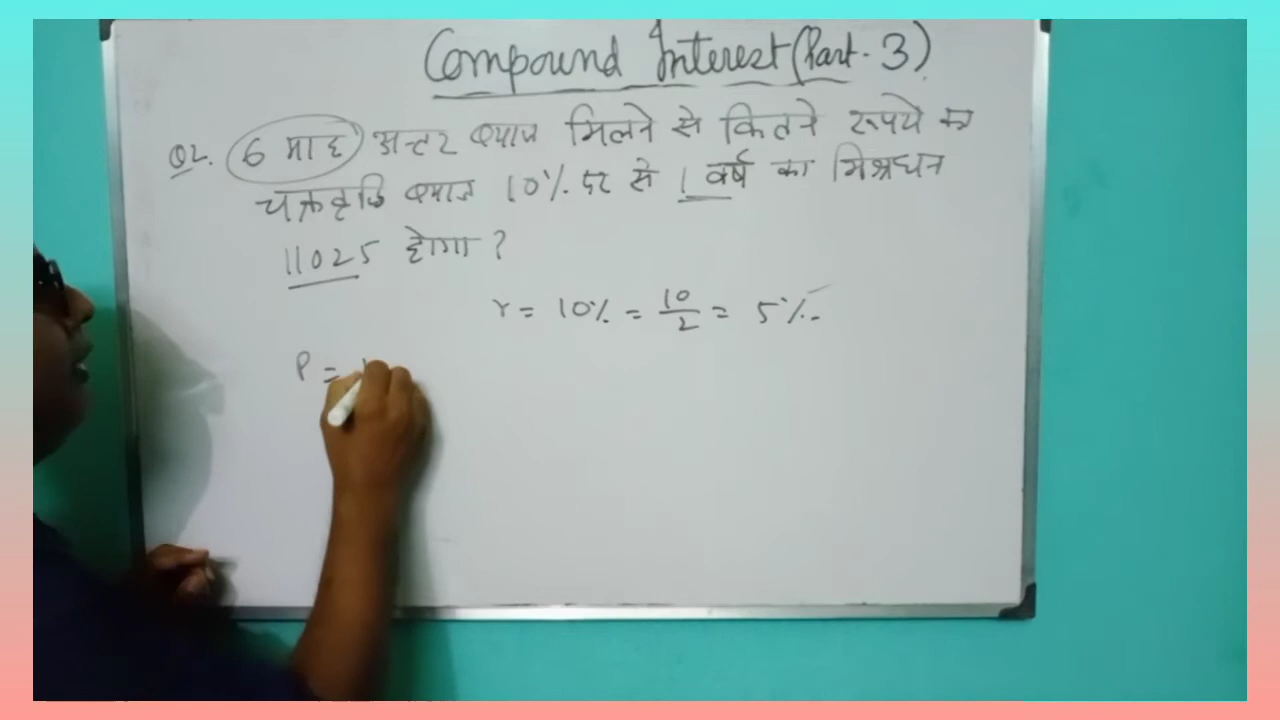 Compound Interest (Part - 3)
Q2. 6 माह अन्तर ब्याज मिलने से कितने रूपये का
चक्रवृद्धि ब्याज 10% दर से 1 वर्ष का मिश्रधन
11025 होगा ?
r = 10% = 10/2 = 5%
P =